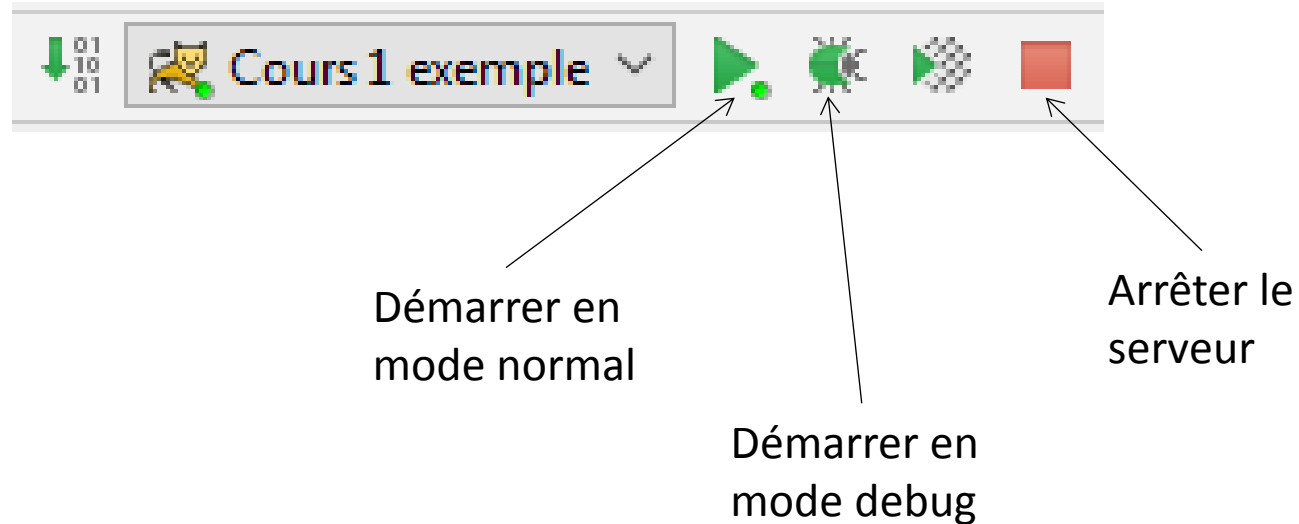 01
10
01
Cours 1 exemple
Démarrer en
mode normal
Démarrer en
mode debug
Arrêter le
serveur